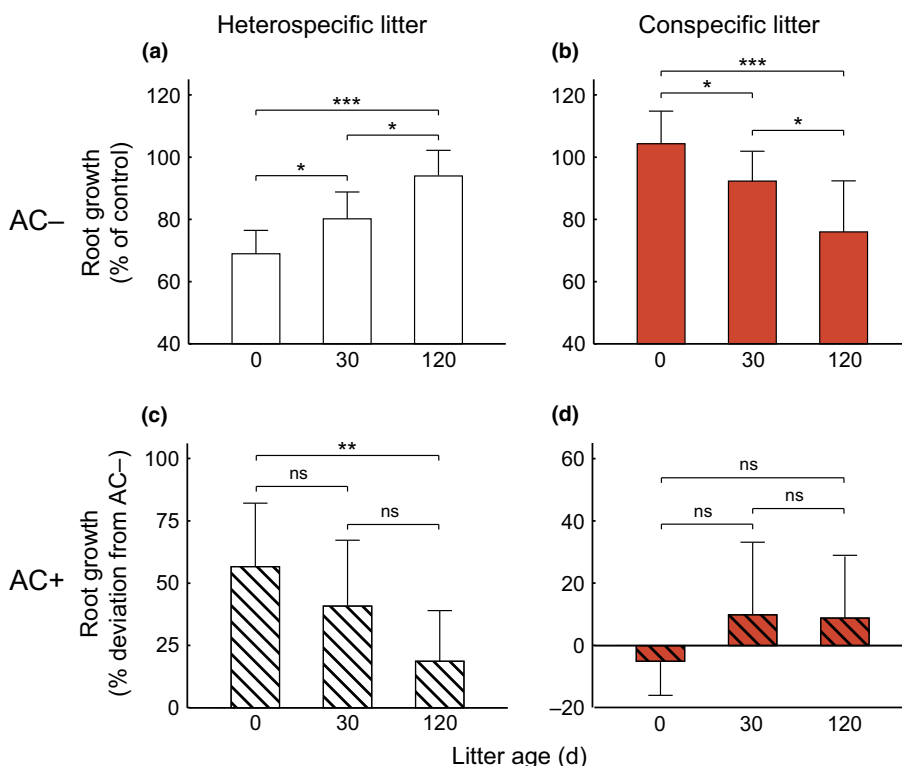 Heterospecific litter
Conspecific litter
(a)
(b)
AC–
Root growth
(% of control)
120
100
80
60
40
***
*
*
0 30 120
120
100
80
60
40
***
*
*
0 30 120
(c)
(d)
AC+
Root growth
(% deviation from AC–)
100
75
50
25
0
**
ns
ns
0 30 120
60
40
20
0
–20
ns
ns
ns
0 30 120
Litter age (d)